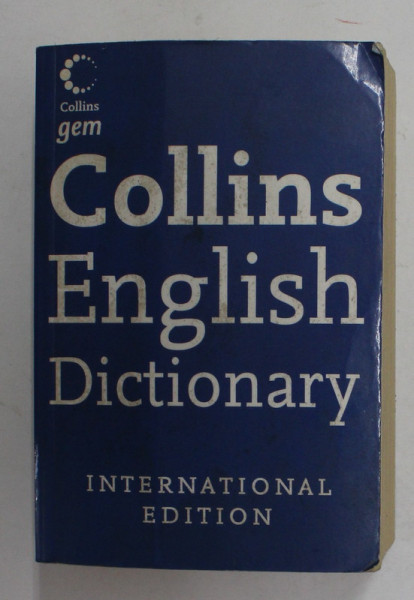 Collins
gem
Collins
English
Dictionary
INTERNATIONAL
EDITION